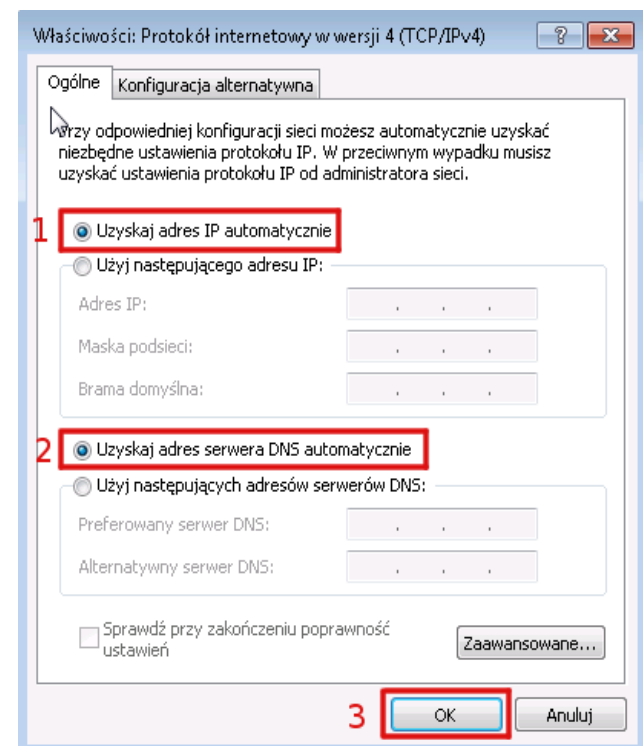 Właściwości: Protokół internetowy w wersji 4 (TCP/IPv4)
Ogólne
Konfiguracja alternatywna
Przy odpowiedniej konfiguracji sieci możesz automatycznie uzyskać
niezbędne ustawienia protokołu IP. W przeciwnym wypadku musisz
uzyskać ustawienia protokołu IP od administratora sieci.
1 Uzyskaj adres IP automatycznie
Użyj następującego adresu IP:
Adres IP:
Maska podsieci:
Brama domyślna:
2 Uzyskaj adres serwera DNS automatycznie
Użyj następujących adresów serwerów DNS:
Preferowany serwer DNS:
Alternatywny serwer DNS:
Sprawdź przy zakończeniu poprawność
ustawień
Zaawansowane...
3 OK
Anuluj